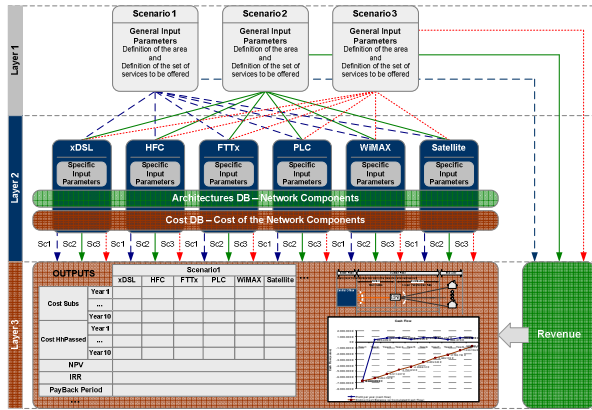 Scenario1 Scenario2 Scenario3
General Input Parameters General Input Parameters General Input Parameters
Definition of the area Definition of the area Definition of the area
and and and
Definition of the set of services to be offered Definition of the set of services to be offered Definition of the set of services to be offered
Layer 1
xDSL HFC FTTx PLC WiMAX Satellite
Specific Input Parameters Specific Input Parameters Specific Input Parameters Specific Input Parameters Specific Input Parameters Specific Input Parameters
Layer 2
Architectures DB – Network Components
Cost DB – Cost of the Network Components
Sc1 Sc2 Sc3 Sc1 Sc2 Sc3 Sc1 Sc2 Sc3 Sc1 Sc2 Sc3 Sc1 Sc2 Sc3 Sc1 Sc2 Sc3
Layer 3
OUTPUTS
Scenario1
...
xDSL HFC FTTx PLC WiMAX Satellite
Cost Subs
Year 1
...
Year10
Cost HhPassed
Year 1
...
Year10
NPV
IRR
PayBack Period
...
Cash Flow
Revenue